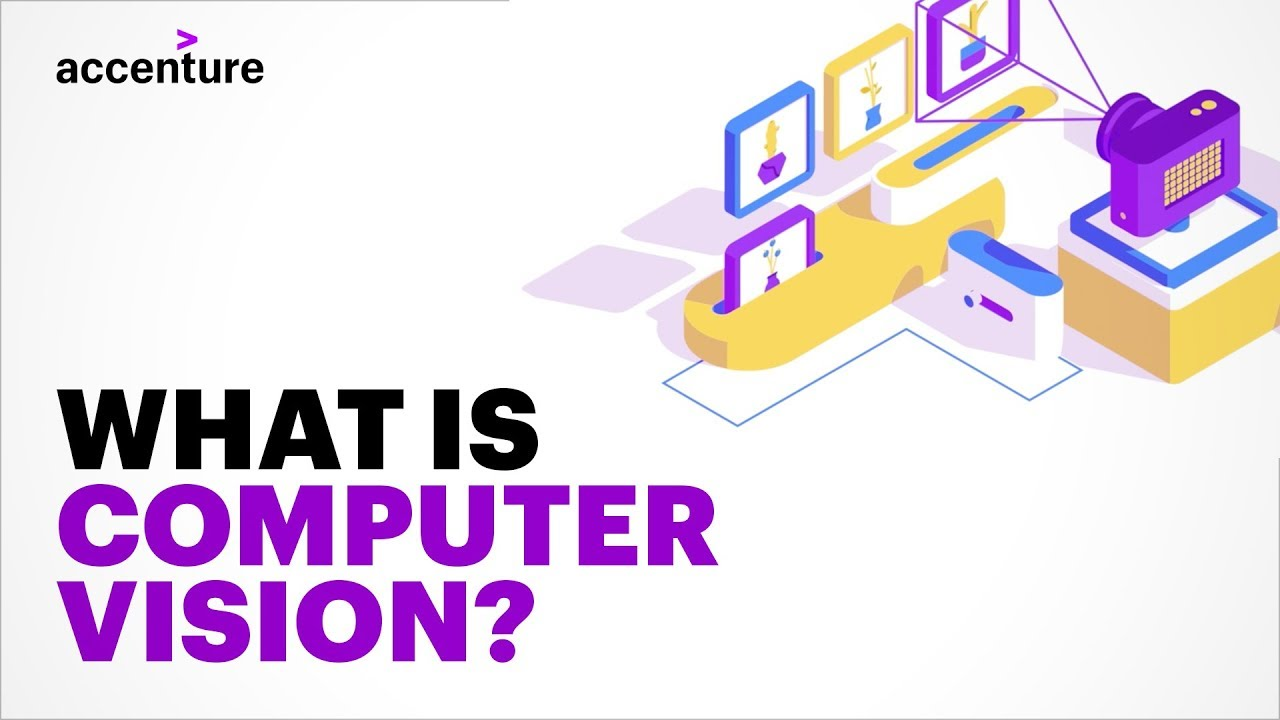 accenture
WHAT IS
COMPUTER
VISION?